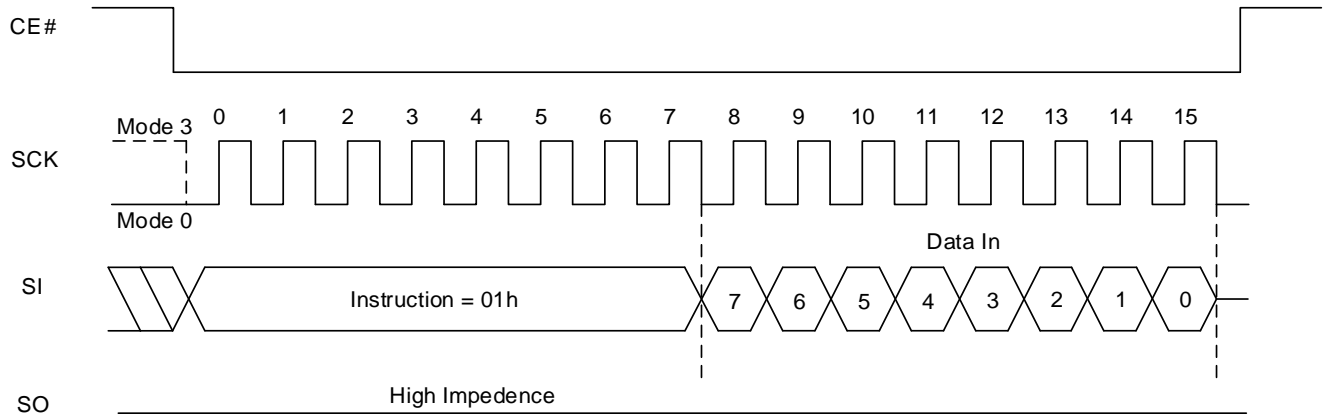 CE#
0 1 2 3 4 5 6 7 8 9 10 11 12 13 14 15
Mode 3
SCK
Mode 0
Data In
SI
Instruction = 01h
7 6 5 4 3 2 1 0
High Impedence
SO